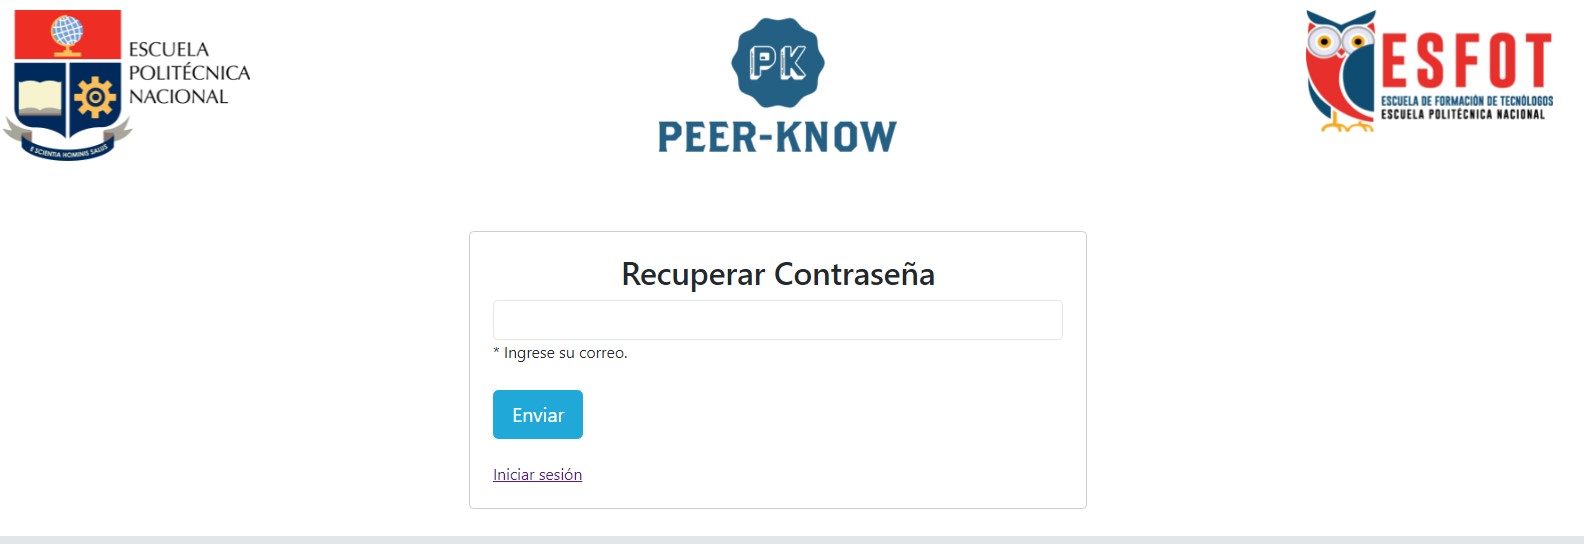 ESCUELA
POLITÉCNICA
NACIONAL
E SCIENTIA HOMINIS SALUS
PK
PEER-KNOW
ESFOT
ESCUELA DE FORMACIÓN DE TECNÓLOGOS
ESCUELA POLITÉCNICA NACIONAL
Recuperar Contraseña
* Ingrese su correo.
Enviar
Iniciar sesión